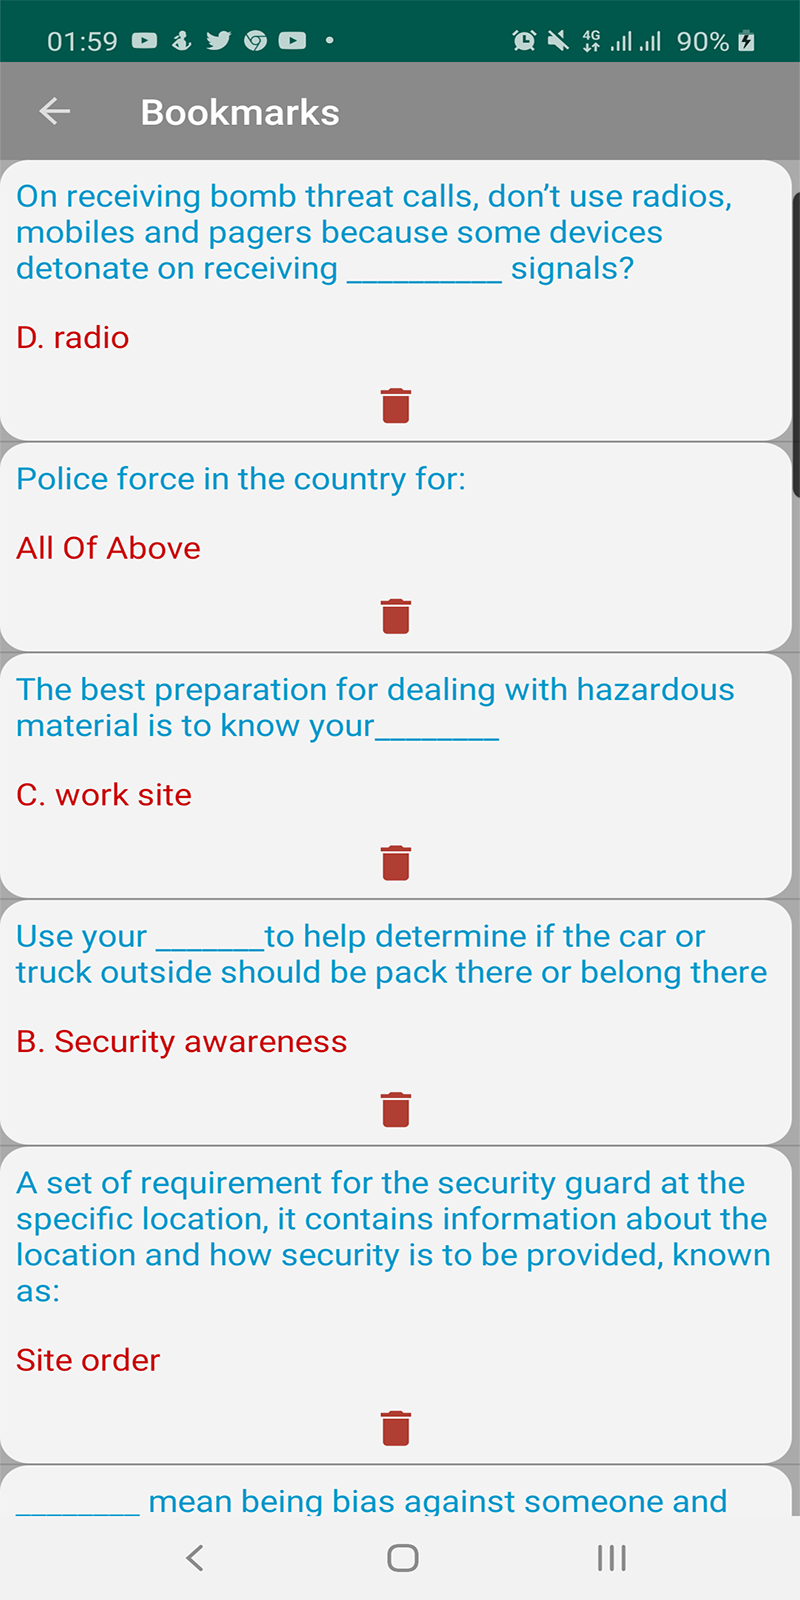 01:59
4G
90%
Bookmarks
On receiving bomb threat calls, don't use radios,
mobiles and pagers because some devices
detonate on receiving __________ signals?
D. radio
Police force in the country for:
All Of Above
The best preparation for dealing with hazardous
material is to know your________
C. work site
Use your _______to help determine if the car or
truck outside should be pack there or belong there
B. Security awareness
A set of requirement for the security guard at the
specific location, it contains information about the
location and how security is to be provided, known
as:
Site order
________ mean being bias against someone and